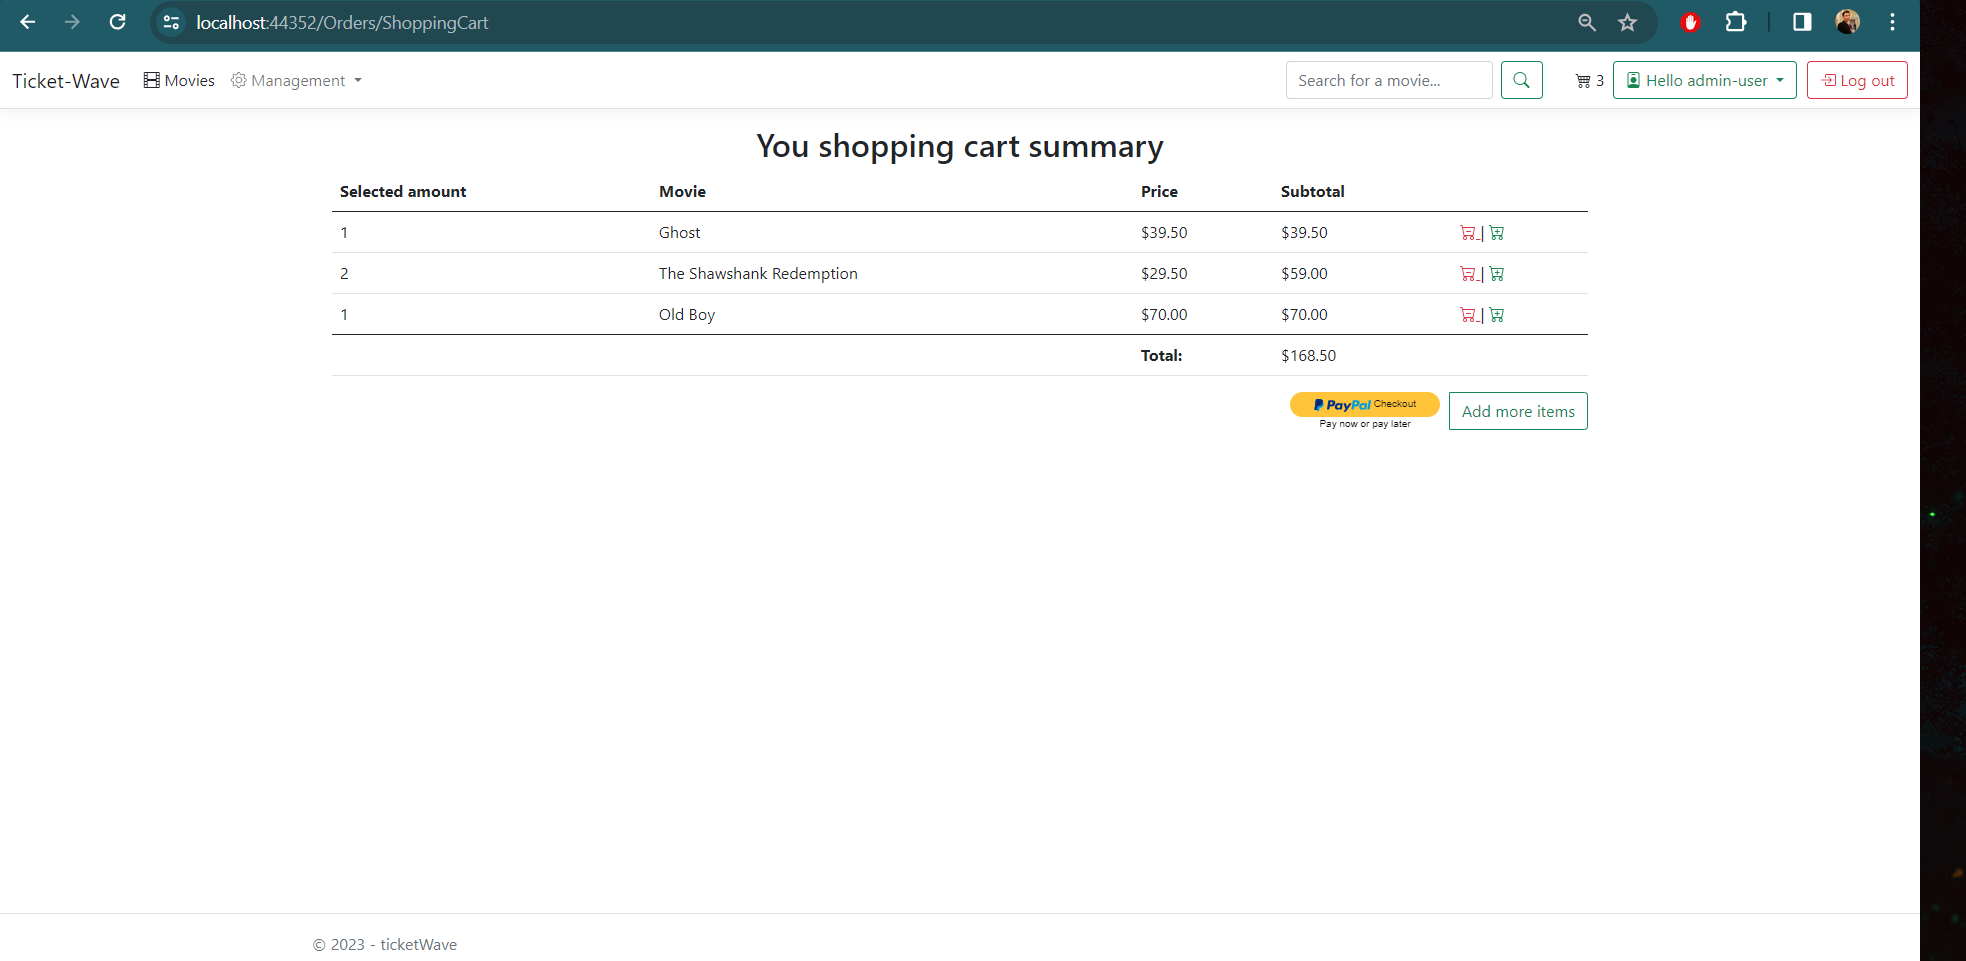 localhost:44352/Orders/ShoppingCart
Ticket-Wave Movies Management Search for a movie... 3 Hello admin-user Log out
You shopping cart summary
Selected amount Movie Price Subtotal
1 Ghost $39.50 $39.50 |
2 The Shawshank Redemption $29.50 $59.00 |
1 Old Boy $70.00 $70.00 |
Total: $168.50
PayPal Checkout Add more items
Pay now or pay later
© 2023 - ticketWave